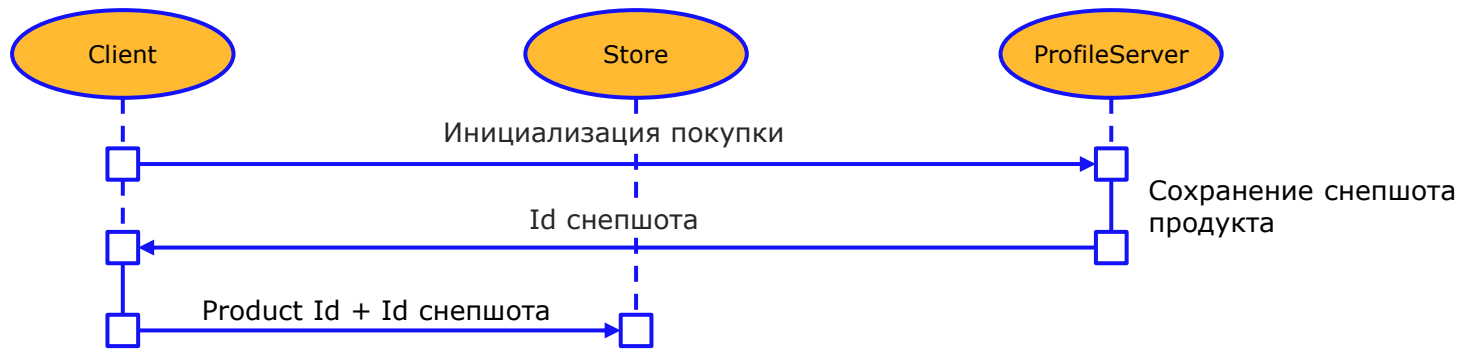 Client
Store
ProfileServer
Инициализация покупки
Сохранение снепшота
продукта
Id снепшота
Product Id + Id снепшота